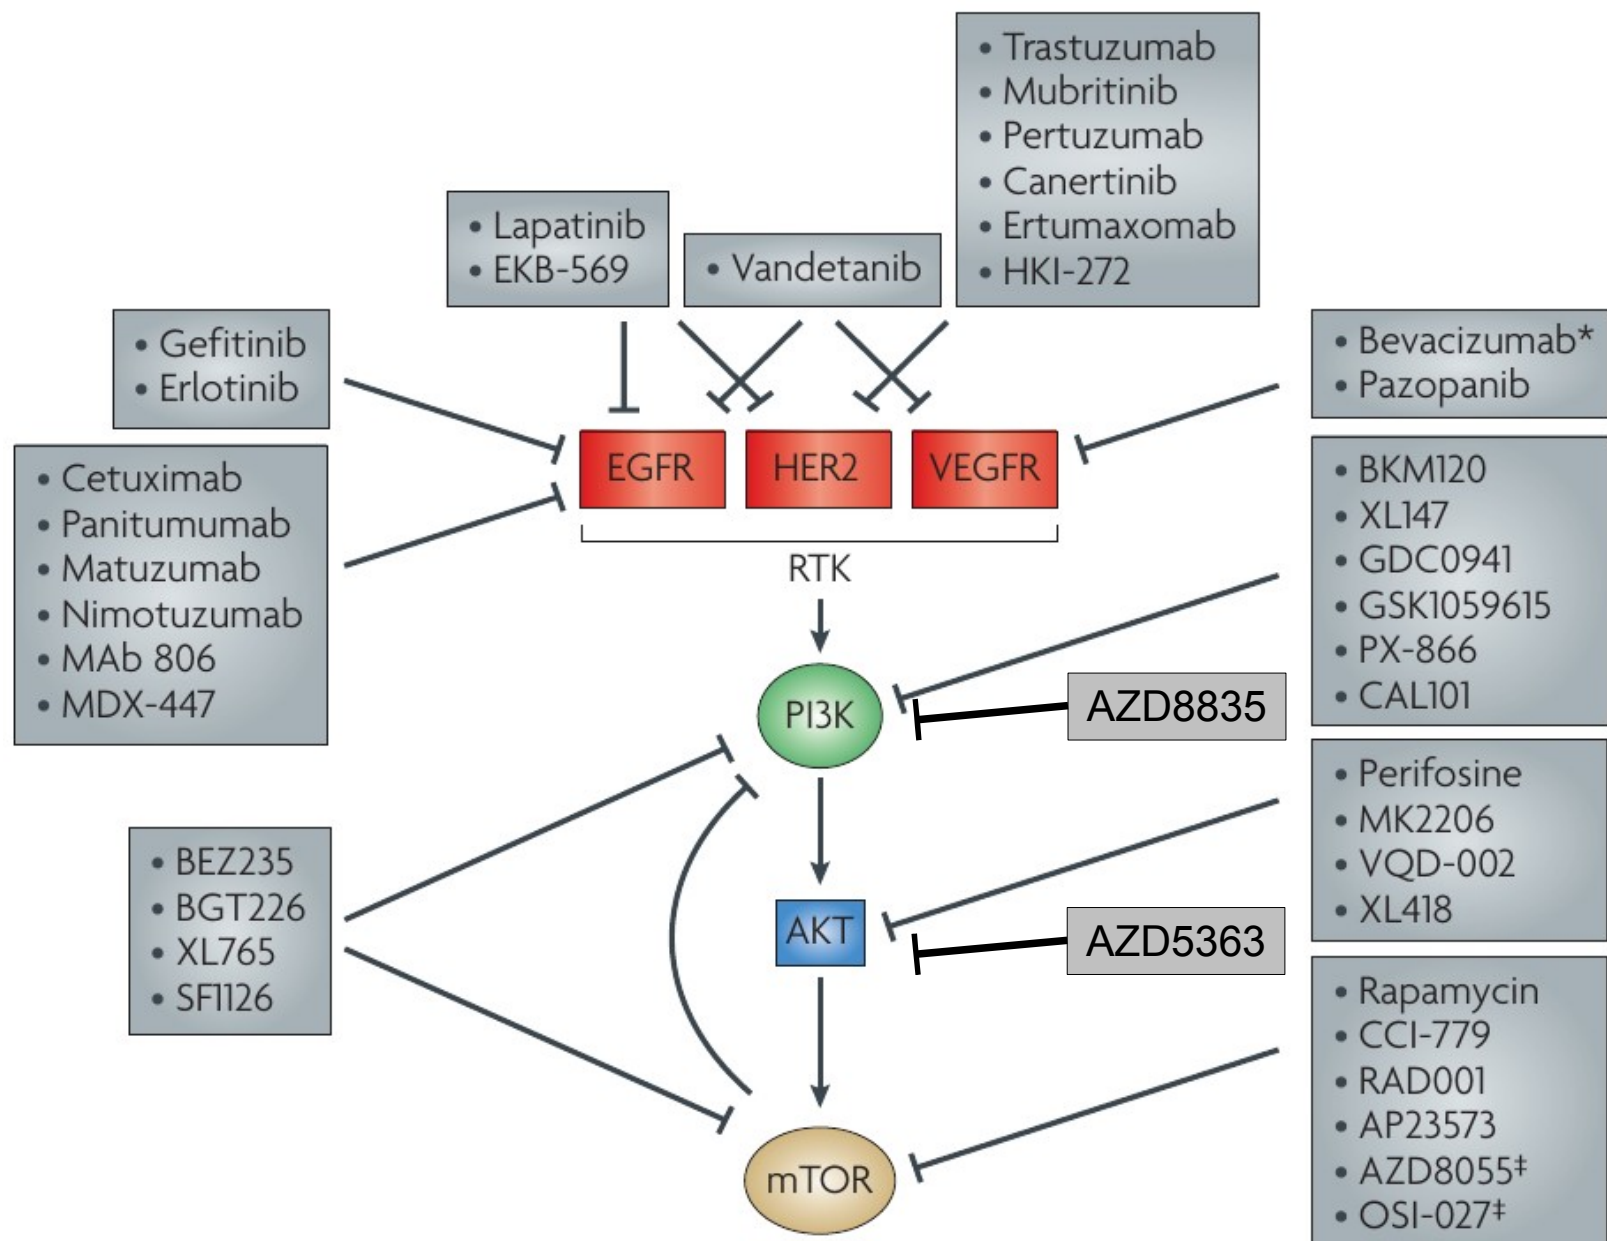 • Trastuzumab
• Mubritinib
• Pertuzumab
• Canertinib
• Ertumaxomab
• HKI-272
• Lapatinib
• EKB-569
• Vandetanib
• Gefitinib
• Erlotinib
• Bevacizumab*
• Pazopanib
• Cetuximab
• Panitumumab
• Matuzumab
• Nimotuzumab
• MAb 806
• MDX-447
EGFR
HER2
VEGFR
RTK
• BKM120
• XL147
• GDC0941
• GSK1059615
• PX-866
• CAL101
PI3K
AZD8835
• Perifosine
• MK2206
• VQD-002
• XL418
• BEZ235
• BGT226
• XL765
• SF1126
AKT
AZD5363
• Rapamycin
• CCI-779
• RAD001
• AP23573
• AZD8055‡
• OSI-027‡
mTOR